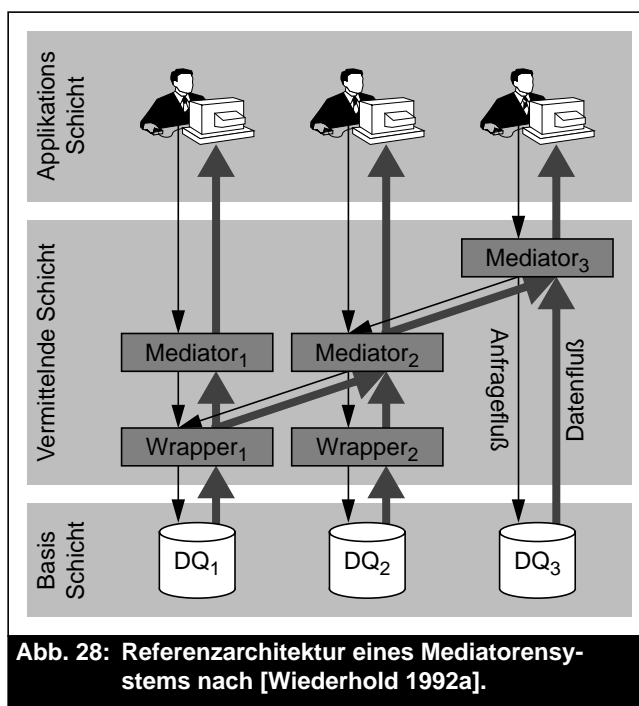 Applikations
Schicht
Mediator3
Vermittelnde Schicht
Mediator1
Mediator2
Anfragefluß
Datenfluß
Wrapper1
Wrapper2
Basis
Schicht
DQ1
DQ2
DQ3
Abb. 28: Referenzarchitektur eines Mediatorensy-
stems nach [Wiederhold 1992a].